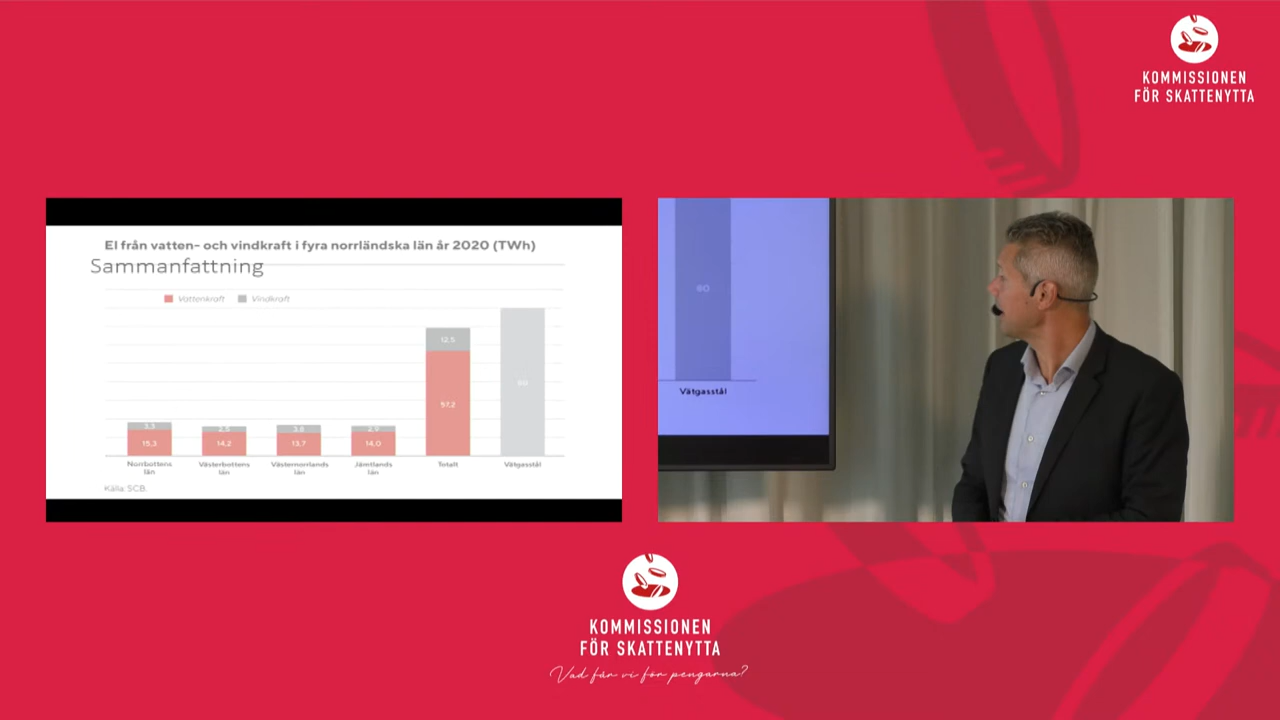 KOMMISSIONEN
FÖR SKATTENYTTA
El från vatten- och vindkraft i fyra norrländska län år 2020 (TWh)
Sammanfattning
Vattenkraft
Vindkraft
12,5
57,2
80
3,3
15,3
2,5
14,2
3,8
13,7
2,9
14,0
Norrbottens
län
Västerbottens
län
Västernorrlands
län
Jämtlands
län
Totalt
Vätgasstål
Källa: SCB.
Vätgasstål
KOMMISSIONEN
FÖR SKATTENYTTA
Vad får vi för pengarna?